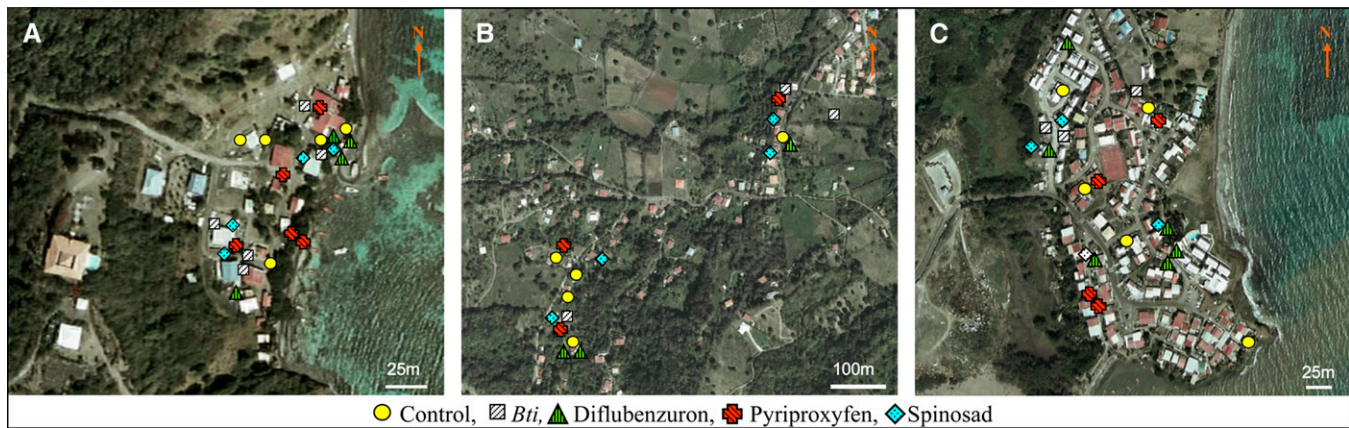 A
N
B
N
C
N
25m
100m
25m
Control, Bti, Diflubenzuron, Pyriproxyfen, Spinosad